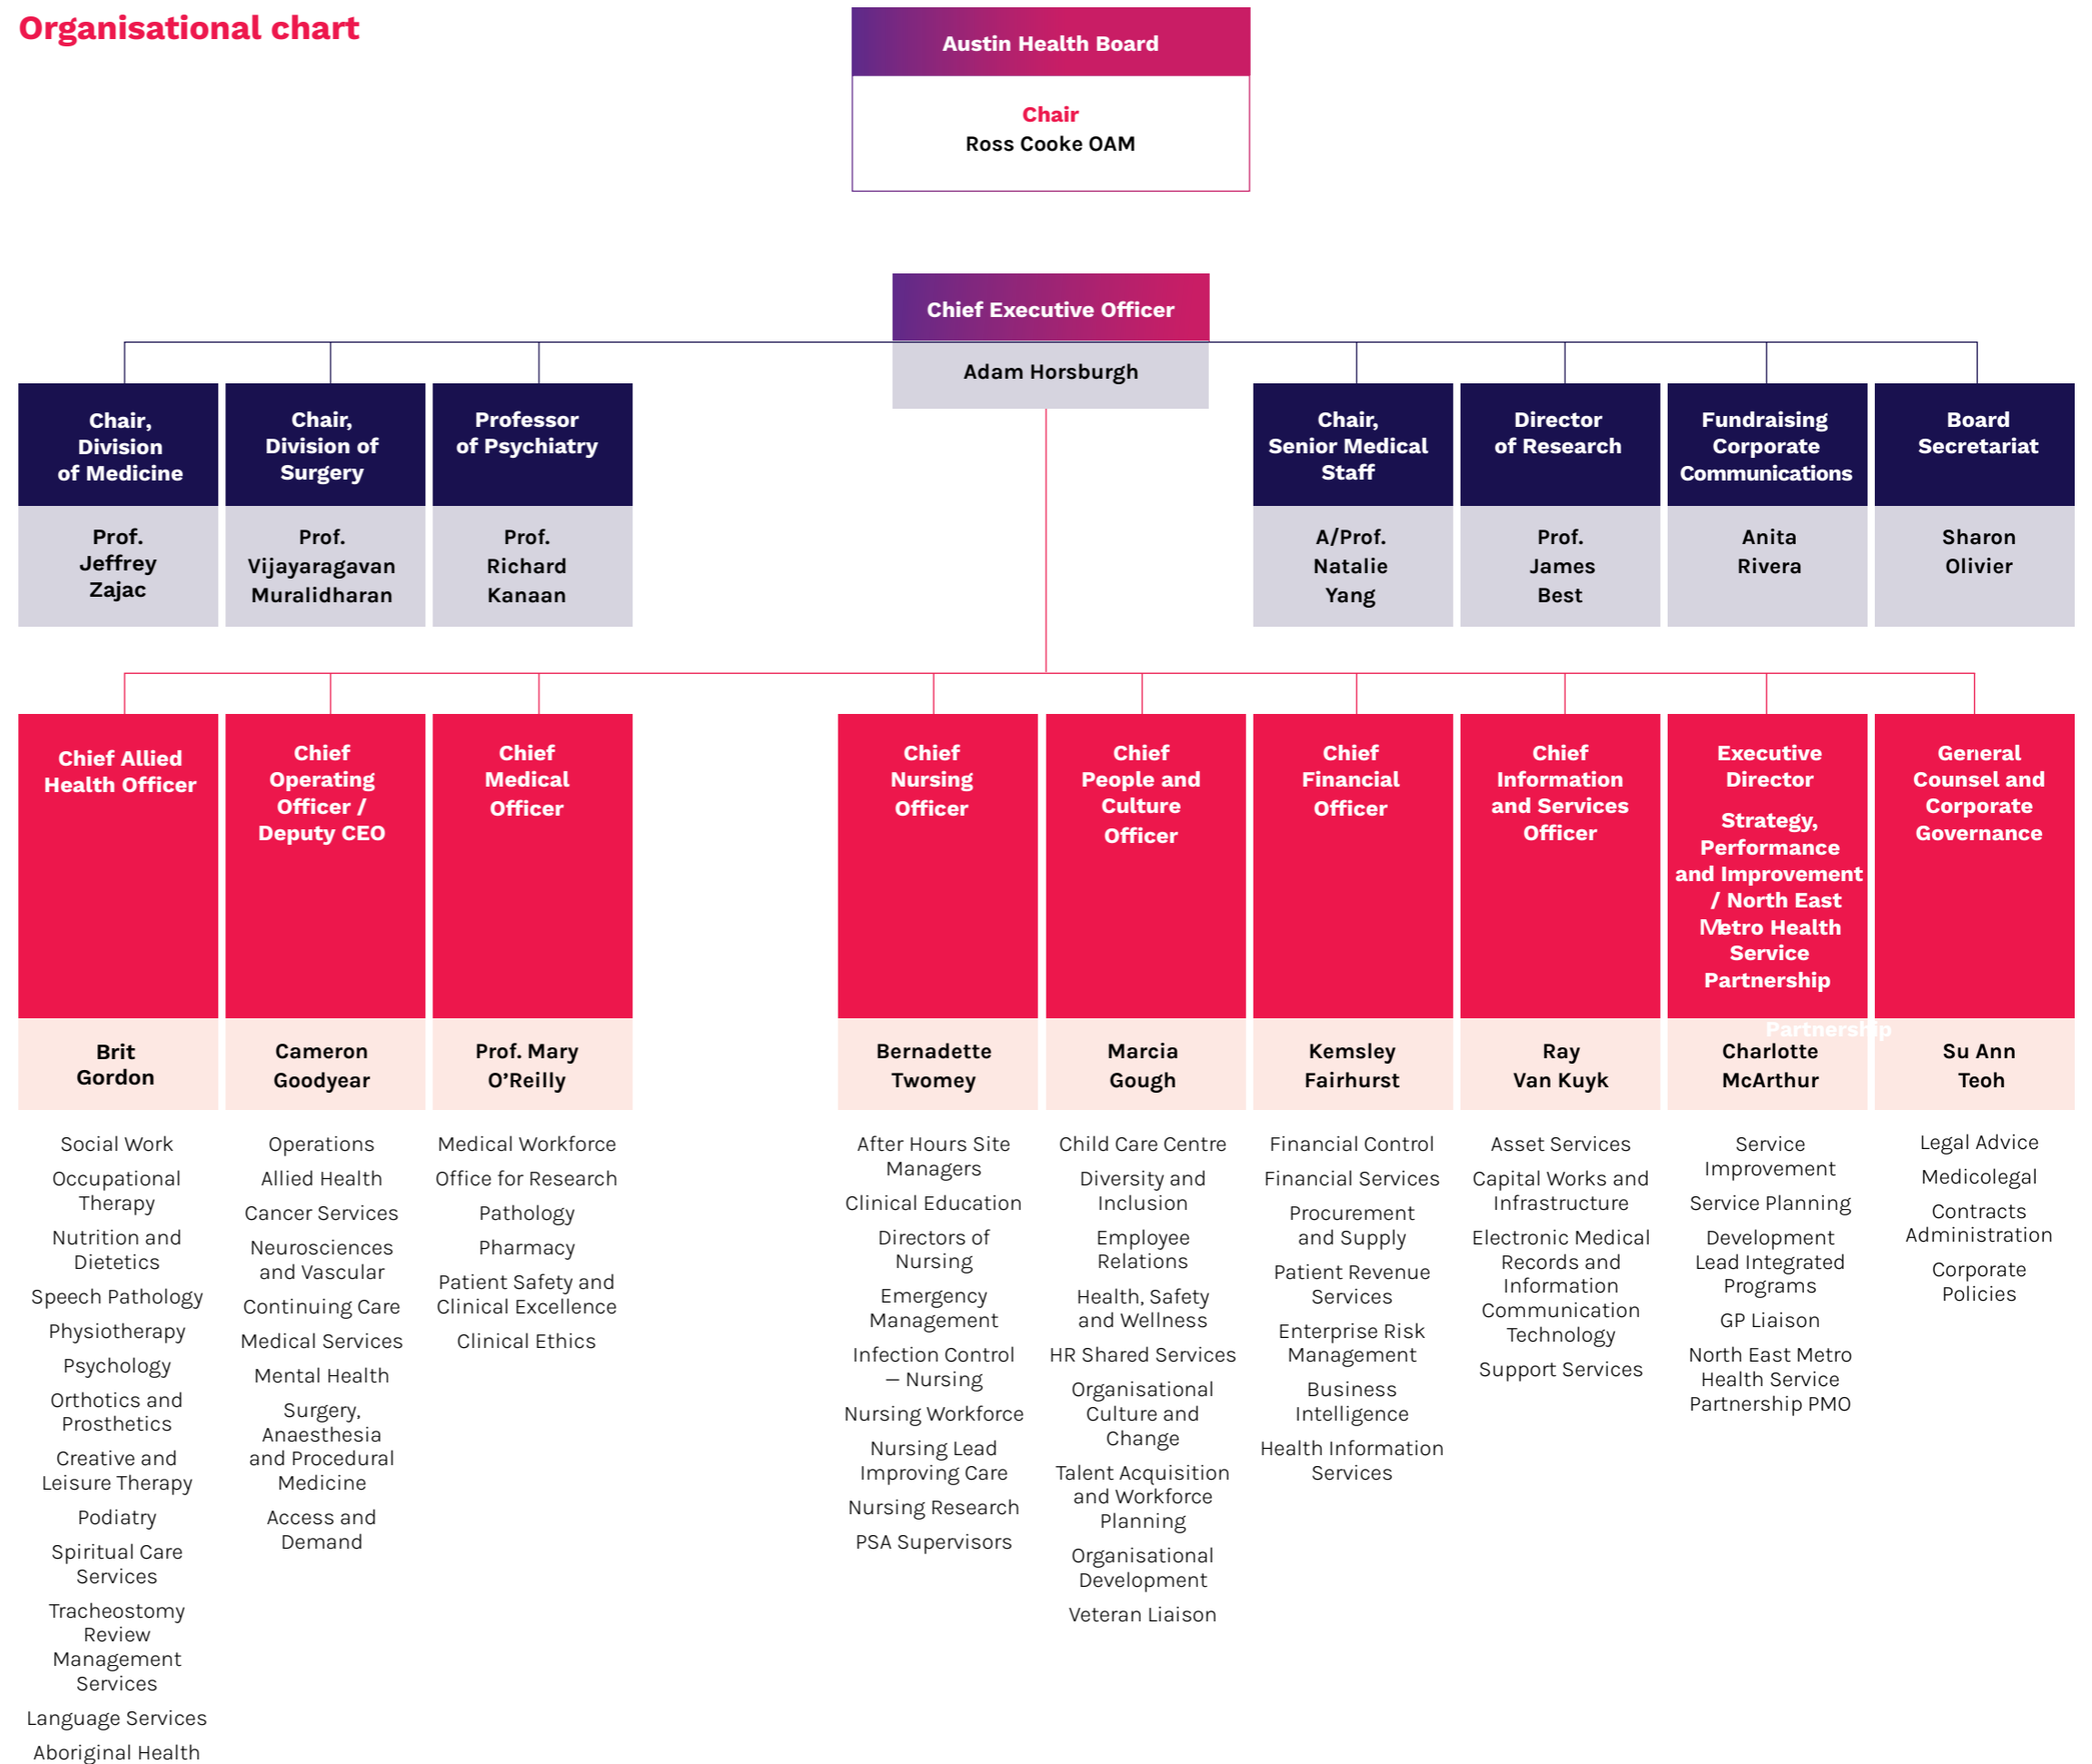 Organisational chart
Austin Health Board
Chair
Ross Cooke OAM
Chief Executive Officer
Adam Horsburgh
Chair,
Division
of Medicine
Prof.
Jeffrey
Zajac
Chair,
Division of
Surgery
Prof.
Vijayaragavan
Muralidharan
Professor
of Psychiatry
Prof.
Richard
Kanaan
Chair,
Senior Medical
Staff
A/Prof.
Natalie
Yang
Director
of Research
Prof.
James
Best
Fundraising
Corporate
Communications
Anita
Rivera
Board
Secretariat
Sharon
Olivier
Chief Allied
Health Officer
Brit
Gordon
Social Work
Occupational
Therapy
Nutrition and
Dietetics
Speech Pathology
Physiotherapy
Psychology
Orthotics and
Prosthetics
Creative and
Leisure Therapy
Podiatry
Spiritual Care
Services
Tracheostomy
Review
Management
Services
Language Services
Aboriginal Health
Chief
Operating
Officer /
Deputy CEO
Cameron
Goodyear
Operations
Allied Health
Cancer Services
Neurosciences
and Vascular
Continuing Care
Medical Services
Mental Health
Surgery,
Anaesthesia
and Procedural
Medicine
Access and
Demand
Chief
Medical
Officer
Prof. Mary
O’Reilly
Medical Workforce
Office for Research
Pathology
Pharmacy
Patient Safety and
Clinical Excellence
Clinical Ethics
Chief
Nursing
Officer
Bernadette
Twomey
After Hours Site
Managers
Clinical Education
Directors of
Nursing
Emergency
Management
Infection Control
— Nursing
Nursing Workforce
Nursing Lead
Improving Care
Nursing Research
PSA Supervisors
Chief
People and
Culture
Officer
Marcia
Gough
Child Care Centre
Diversity and
Inclusion
Employee
Relations
Health, Safety
and Wellness
HR Shared Services
Organisational
Culture and
Change
Talent Acquisition
and Workforce
Planning
Organisational
Development
Veteran Liaison
Chief
Financial
Officer
Kemsley
Fairhurst
Financial Control
Financial Services
Procurement
and Supply
Patient Revenue
Services
Enterprise Risk
Management
Business
Intelligence
Health Information
Services
Chief
Information
and Services
Officer
Ray
Van Kuyk
Asset Services
Capital Works and
Infrastructure
Electronic Medical
Records and
Information
Communication
Technology
Support Services
Executive
Director
Strategy,
Performance
and Improvement
/ North East
Metro Health
Service
Partnership
Partnership
Charlotte
McArthur
Service
Improvement
Service Planning
Development
Lead Integrated
Programs
GP Liaison
North East Metro
Health Service
Partnership PMO
General
Counsel and
Corporate
Governance
Su Ann
Teoh
Legal Advice
Medicolegal
Contracts
Administration
Corporate
Policies